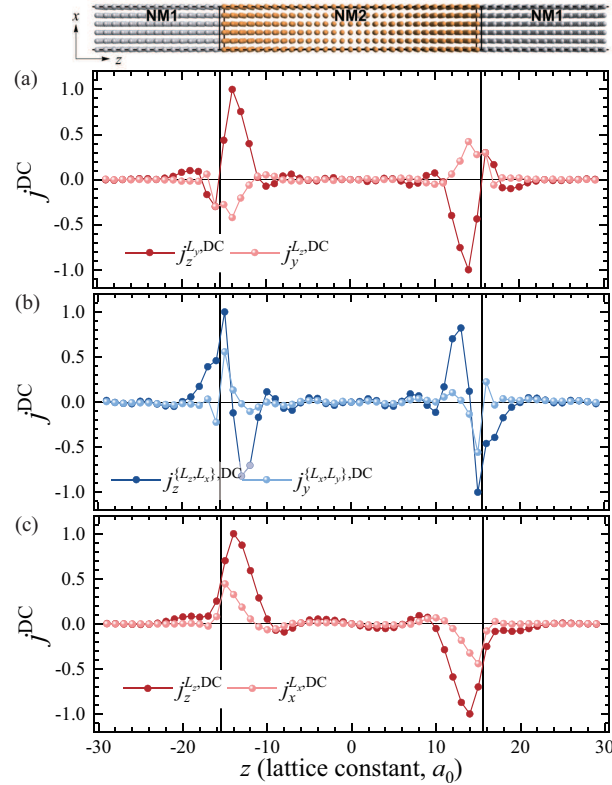 NM1 NM2 NM1
x
z
(a)
1.0
0.5
0.0
-0.5
-1.0
j^DC
j_z^{L_y,DC} j_y^{L_z,DC}
(b)
1.0
0.5
0.0
-0.5
-1.0
j^DC
j_z^{{L_z,L_x},DC} j_y^{{L_x,L_y},DC}
(c)
1.0
0.5
0.0
-0.5
-1.0
j^DC
j_z^{L_z,DC} j_x^{L_x,DC}
-30 -20 -10 0 10 20 30
z (lattice constant, a_0)